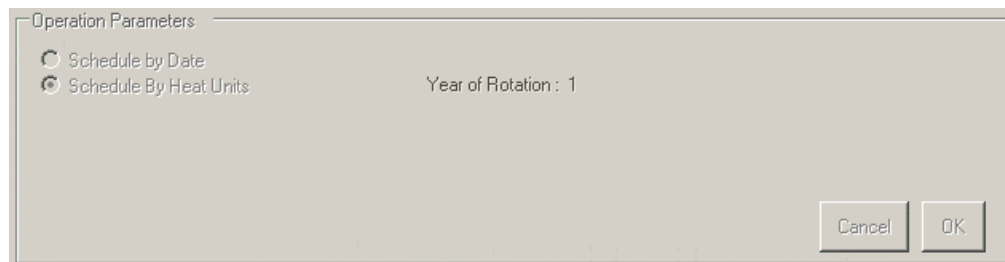 Operation Parameters
Schedule by Date
Schedule By Heat Units
Year of Rotation : 1
Cancel
OK